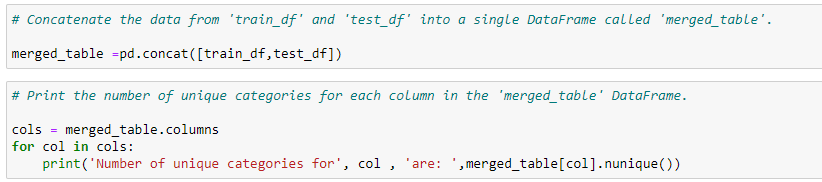 # Concatenate the data from 'train_df' and 'test_df' into a single DataFrame called 'merged_table'.
merged_table =pd.concat([train_df,test_df])
# Print the number of unique categories for each column in the 'merged_table' DataFrame.
cols = merged_table.columns
for col in cols:
    print('Number of unique categories for', col , 'are: ',merged_table[col].nunique())